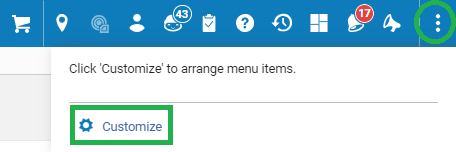 43
17
Click 'Customize' to arrange menu items.
Customize